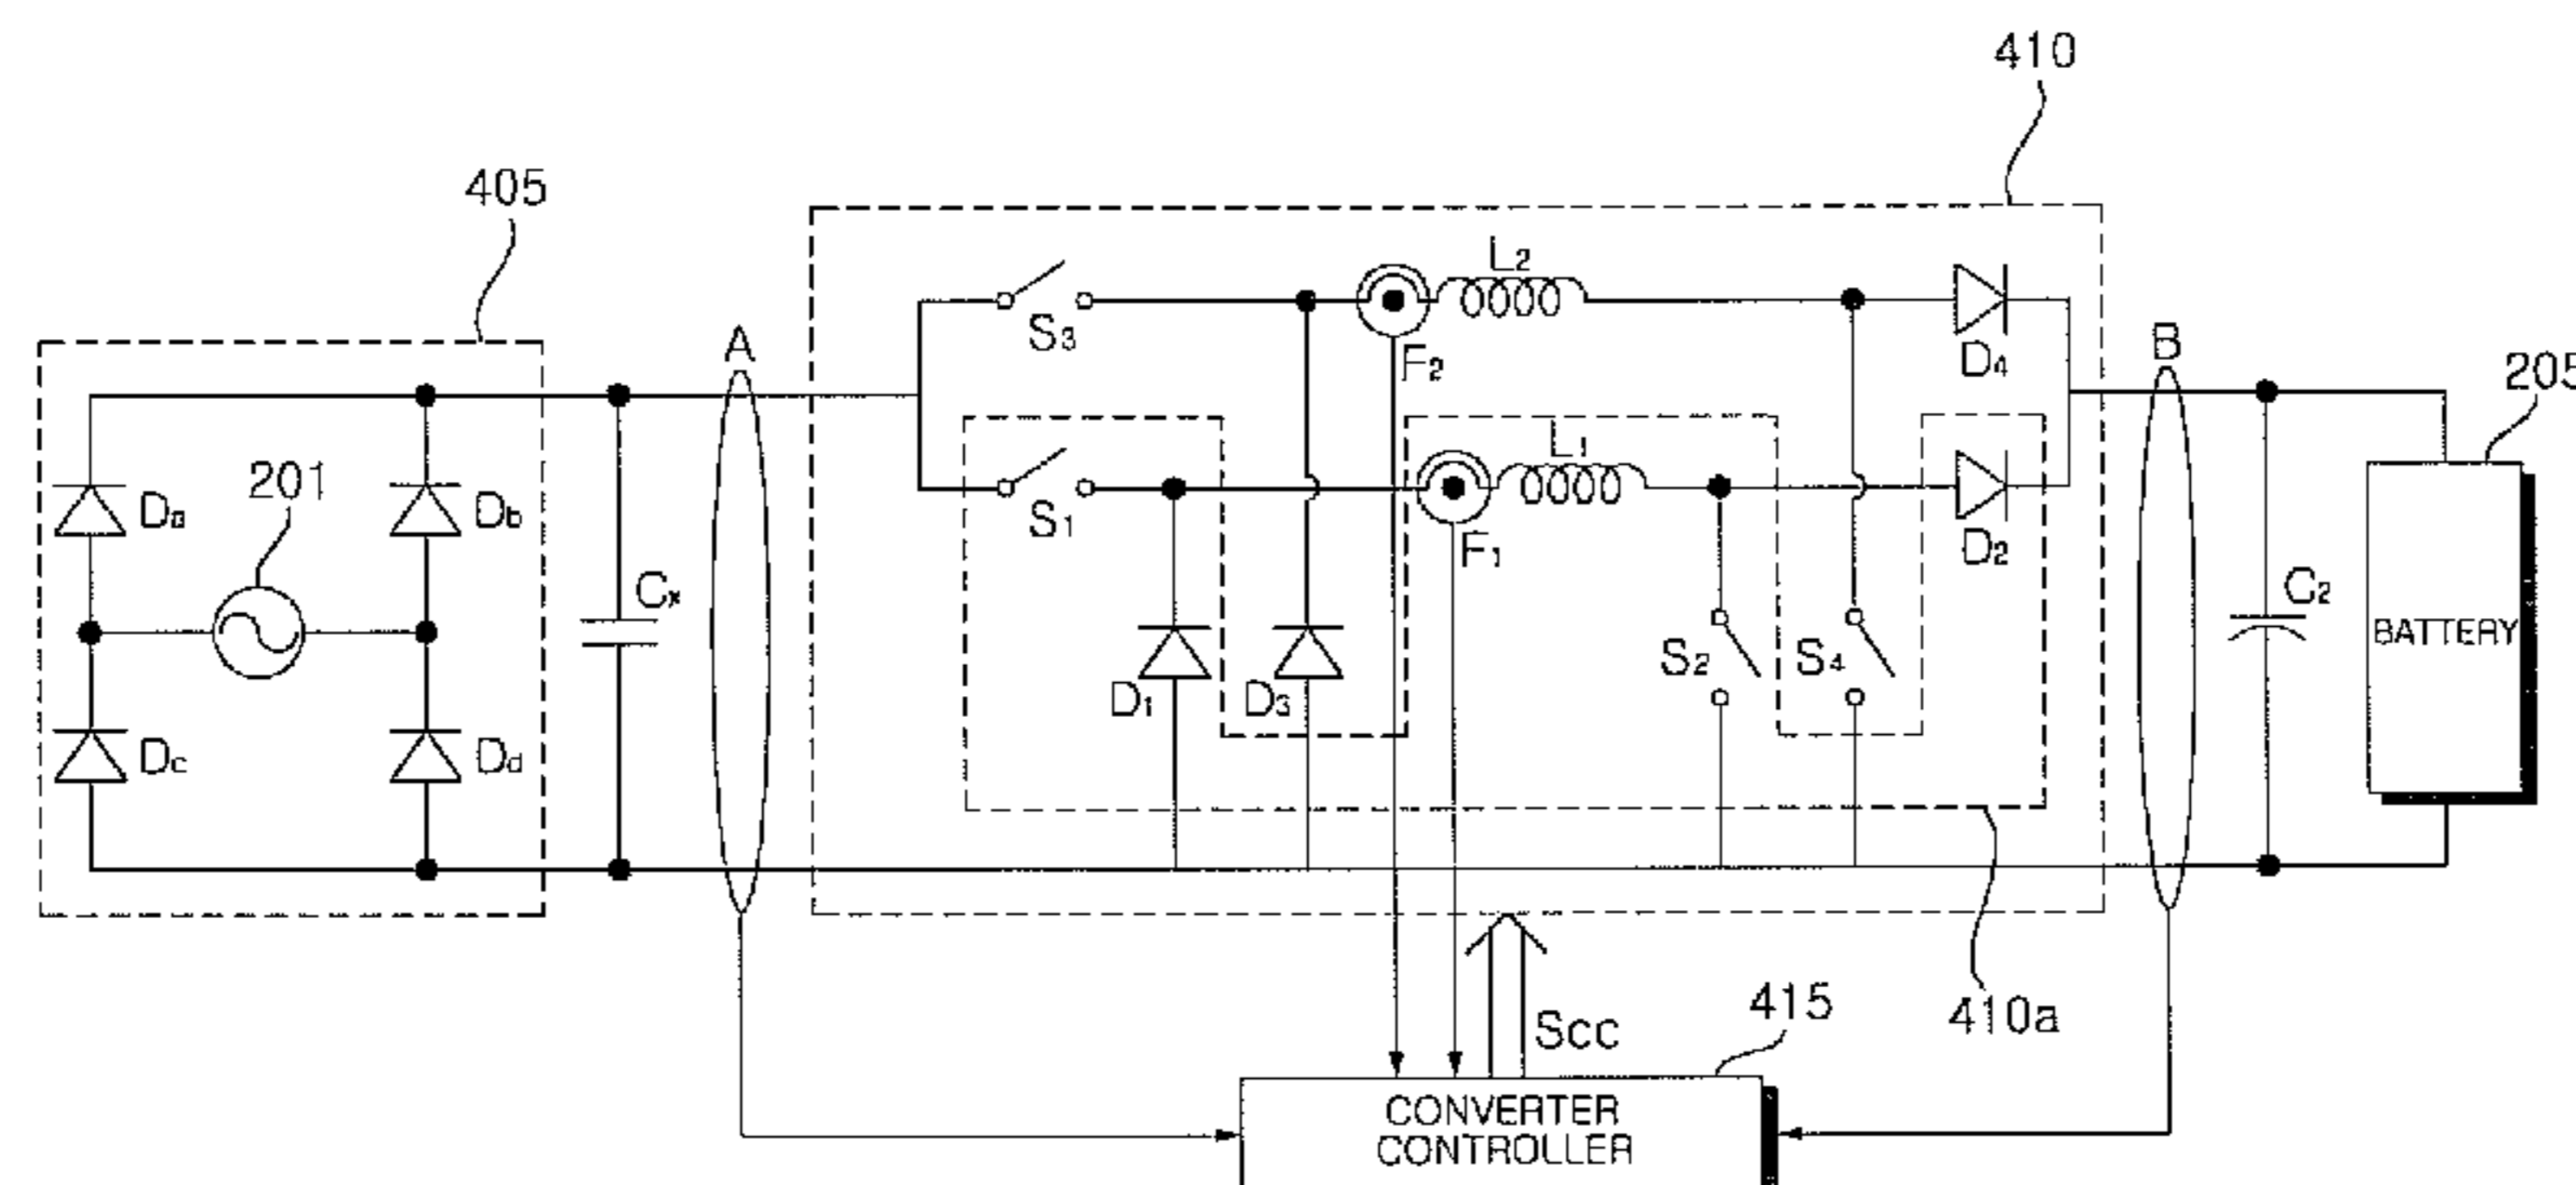 410
405
L2
A
S3
F2
D4
B
205
201
L1
Da
Db
S1
F1
D2
Cx
C2
BATTERY
S2
S4
D1
D3
Dc
Dd
Scc
415
410a
CONVERTER
CONTROLLER